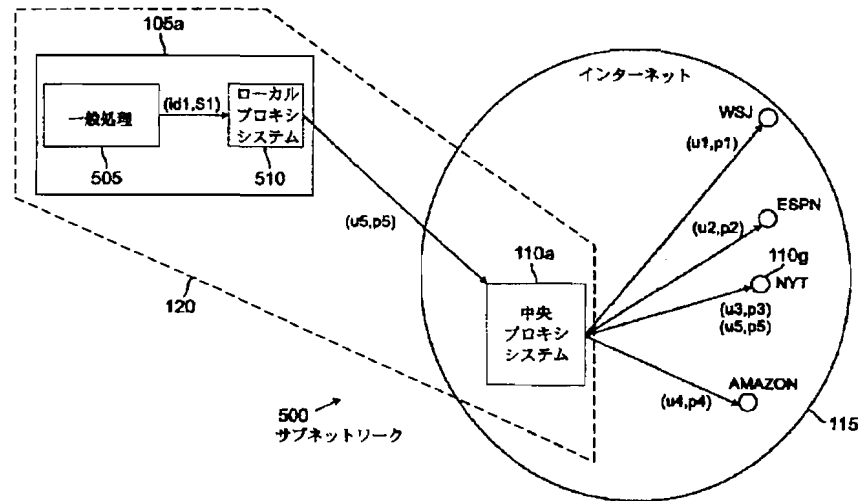 105a
一般処理
505
(id1,S1)
ローカル
プロキシ
システム
510
インターネット
WSJ
(u1,p1)
ESPN
(u2,p2)
110g
NYT
(u3,p3)
(u5,p5)
AMAZON
(u4,p4)
115
(u5,p5)
110a
中央
プロキシ
システム
120
500
サブネットリーク